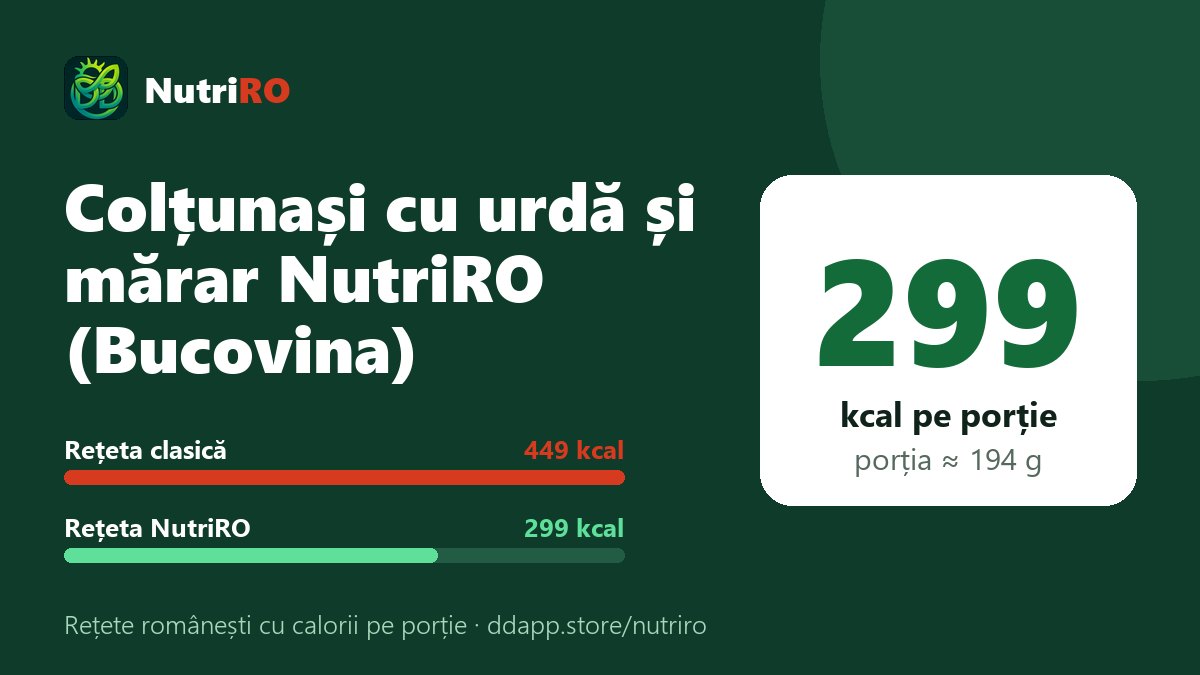 NutriRO
Colțunași cu urdă și
mărar NutriRO
(Bucovina)
Rețeta clasică 449 kcal
Rețeta NutriRO 299 kcal
299
kcal pe porție
porția ≈ 194 g
Rețete românești cu calorii pe porție · ddapp.store/nutriro